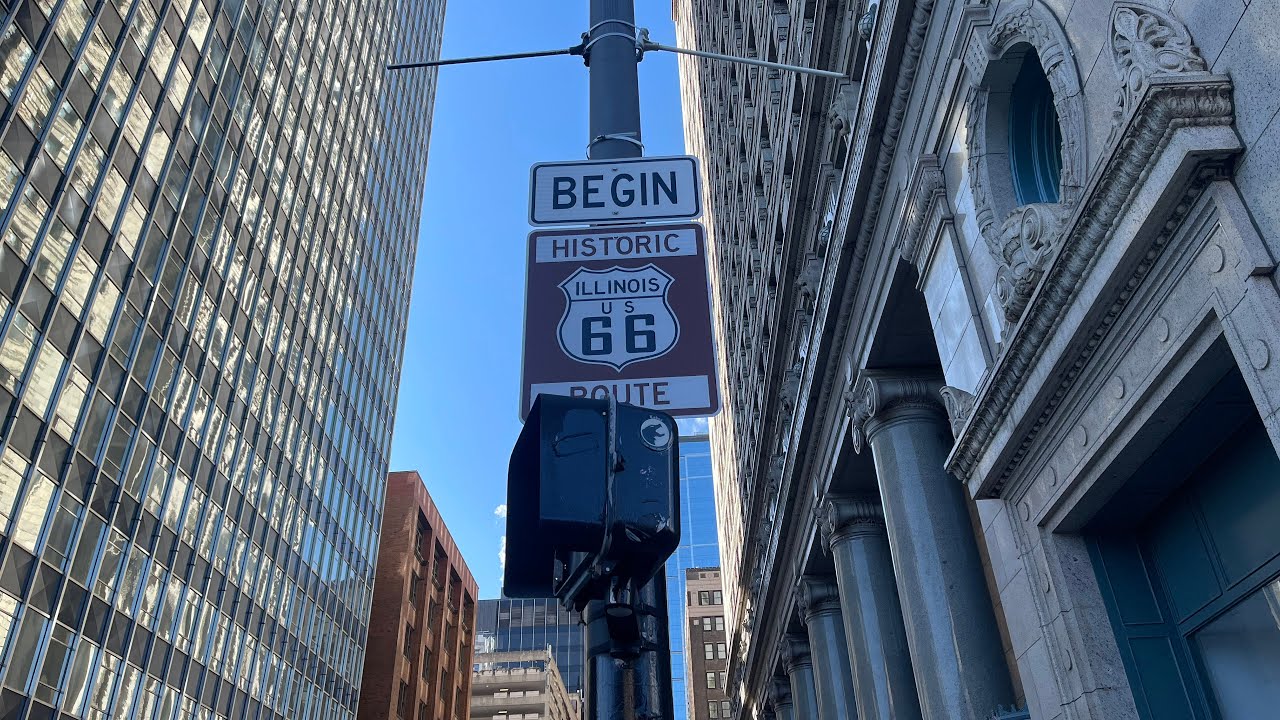 BEGIN
HISTORIC
ILLINOIS
US
66
ROUTE